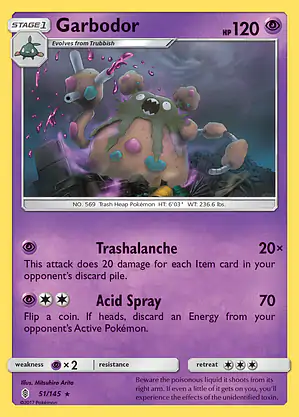 STAGE 1 Garbodor HP 120
Evolves from Trubbish
NO. 569 Trash Heap Pokémon HT: 6'03" WT: 236.6 lbs.
Trashalanche 20×
This attack does 20 damage for each Item card in your
opponent's discard pile.
Acid Spray 70
Flip a coin. If heads, discard an Energy from your
opponent's Active Pokémon.
weakness ×2 resistance retreat
Illus. Mitsuhiro Arita
51/145 ★
©2017 Pokémon
Beware the poisonous liquid it shoots from its
right arm. If even a little of it gets on you, you'll
experience the effects of the unidentified toxin.